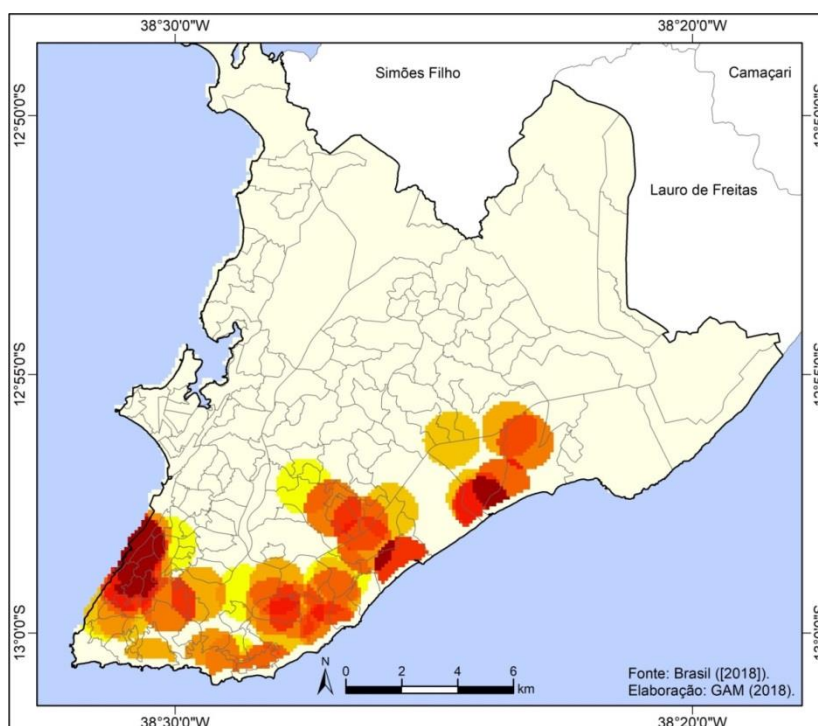 38°30'0"W 38°20'0"W
Simões Filho
Camaçari
12°50'0"S 12°50'0"S
Lauro de Freitas
12°55'0"S 12°55'0"S
13°0'0"S 13°0'0"S
N
0 2 4 6
km
Fonte: Brasil ([2018]).
Elaboração: GAM (2018).
38°30'0"W 38°20'0"W